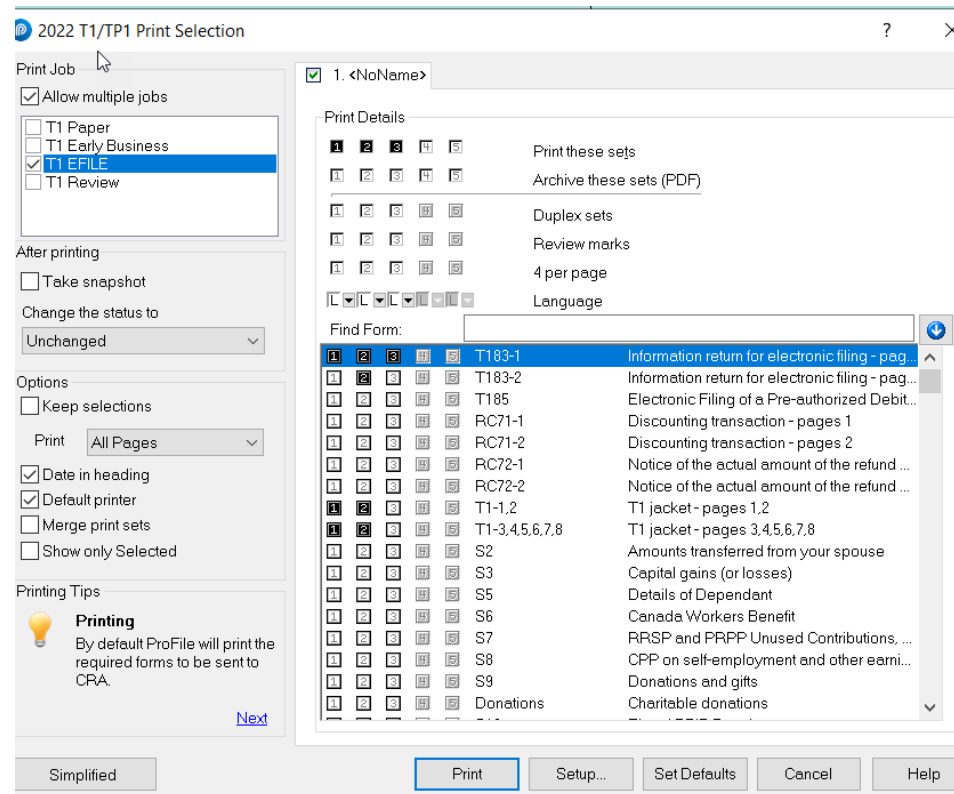 2022 T1/TP1 Print Selection
?
Print Job
Allow multiple jobs
T1 Paper
T1 Early Business
T1 EFILE
T1 Review
After printing
Take snapshot
Change the status to
Unchanged
Options
Keep selections
Print All Pages
Date in heading
Default printer
Merge print sets
Show only Selected
Printing Tips
Printing
By default ProFile will print the
required forms to be sent to
CRA.
Next
1. <NoName>
Print Details
1 2 3 4 5 Print these sets
1 2 3 4 5 Archive these sets (PDF)
1 2 3 4 5 Duplex sets
1 2 3 4 5 Review marks
1 2 3 4 5 4 per page
L L L L L Language
Find Form:
1 2 3 4 5 T183-1 Information return for electronic filing - pag...
1 2 3 4 5 T183-2 Information return for electronic filing - pag...
1 2 3 4 5 T185 Electronic Filing of a Pre-authorized Debit...
1 2 3 4 5 RC71-1 Discounting transaction - pages 1
1 2 3 4 5 RC71-2 Discounting transaction - pages 2
1 2 3 4 5 RC72-1 Notice of the actual amount of the refund ...
1 2 3 4 5 RC72-2 Notice of the actual amount of the refund ...
1 2 3 4 5 T1-1,2 T1 jacket - pages 1,2
1 2 3 4 5 T1-3,4,5,6,7,8 T1 jacket - pages 3,4,5,6,7,8
1 2 3 4 5 S2 Amounts transferred from your spouse
1 2 3 4 5 S3 Capital gains (or losses)
1 2 3 4 5 S5 Details of Dependant
1 2 3 4 5 S6 Canada Workers Benefit
1 2 3 4 5 S7 RRSP and PRPP Unused Contributions, ...
1 2 3 4 5 S8 CPP on self-employment and other earni...
1 2 3 4 5 S9 Donations and gifts
1 2 3 4 5 Donations Charitable donations
Simplified
Print
Setup...
Set Defaults
Cancel
Help